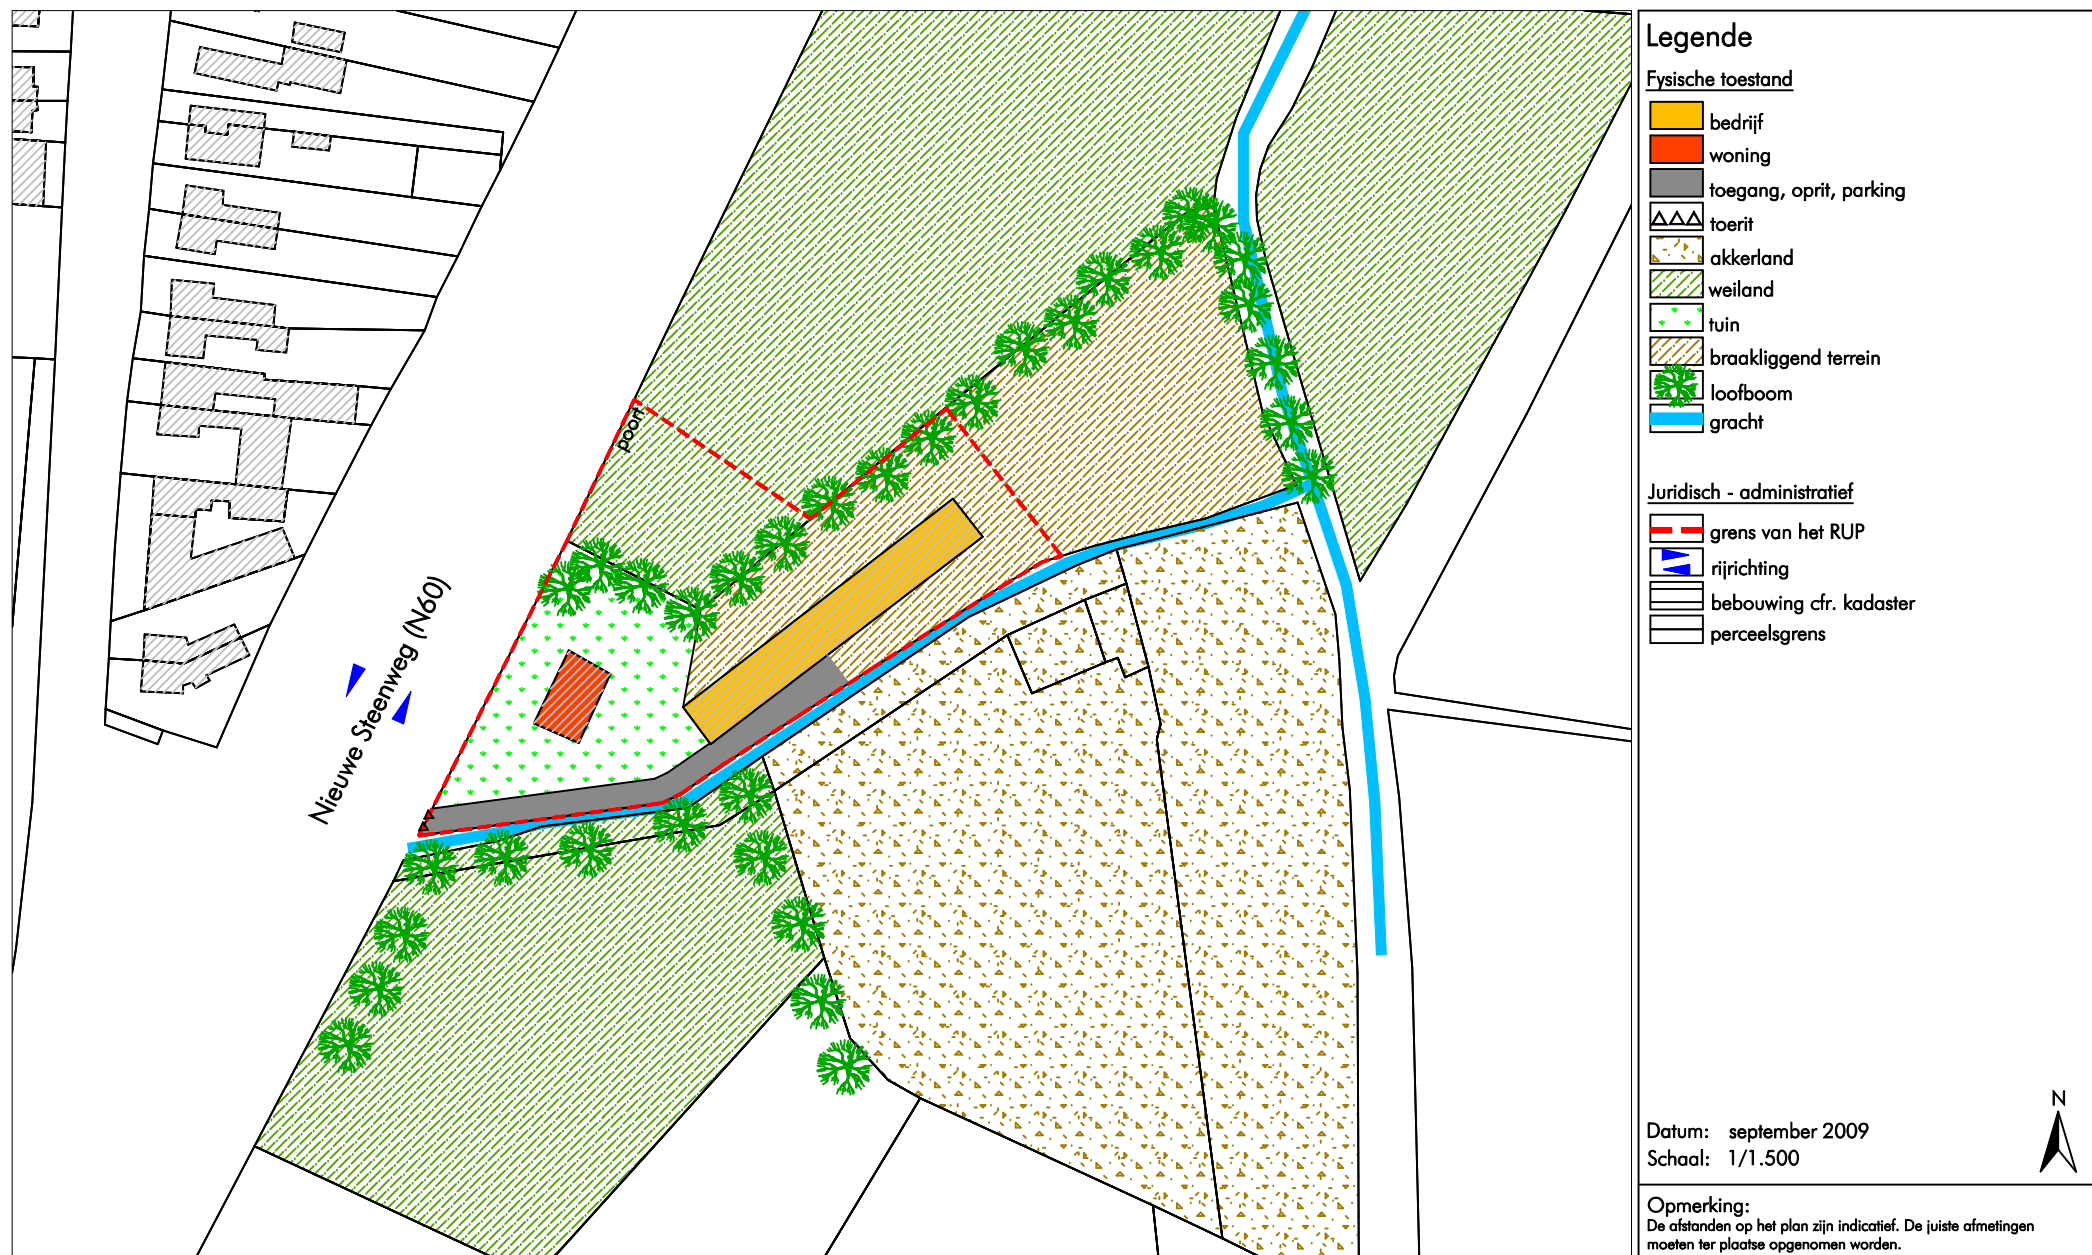 poort
Nieuwe Steenweg (N60)
Legende
Fysische toestand
bedrijf
woning
toegang, oprit, parking
toerit
akkerland
weiland
tuin
braakliggend terrein
loofboom
gracht
Juridisch - administratief
grens van het RUP
rijrichting
bebouwing cfr. kadaster
perceelsgrens
N
Datum: september 2009
Schaal: 1/1.500
Opmerking:
De afstanden op het plan zijn indicatief. De juiste afmetingen
moeten ter plaatse opgenomen worden.